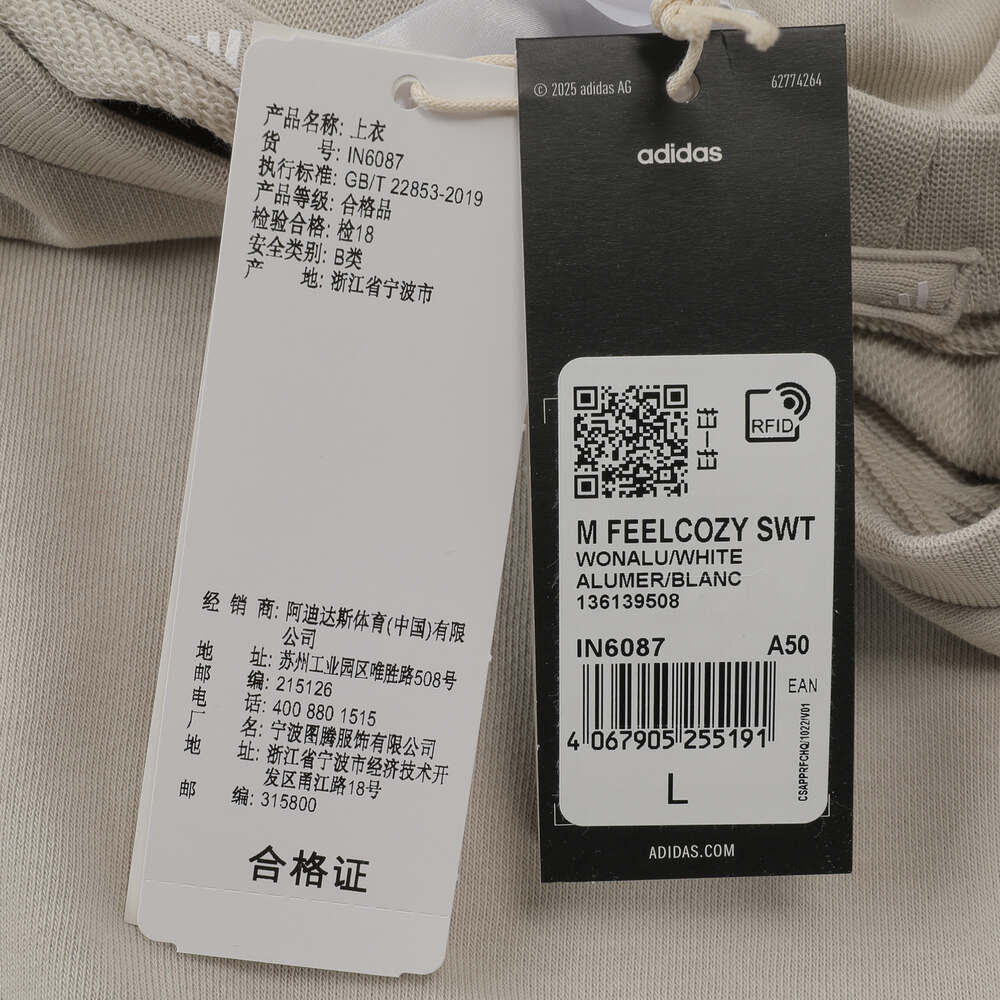 产品名称: 上衣
货 号: IN6087
执行标准: GB/T 22853-2019
产品等级: 合格品
检验合格: 检18
安全类别: B类
产 地: 浙江省宁波市
经 销 商: 阿迪达斯体育(中国)有限
公司
地 址: 苏州工业园区唯胜路508号
邮 编: 215126
电 话: 400 880 1515
厂 名: 宁波图腾服饰有限公司
地 址: 浙江省宁波市经济技术开
发区甬江路18号
邮 编: 315800
合格证
© 2025 adidas AG
62774264
adidas
扫一扫
RFID
M FEELCOZY SWT
WONALU/WHITE
ALUMER/BLANC
136139508
IN6087 A50
EAN
4 067905 255191
CSAPPRFCHQ/1022/V01
L
ADIDAS.COM